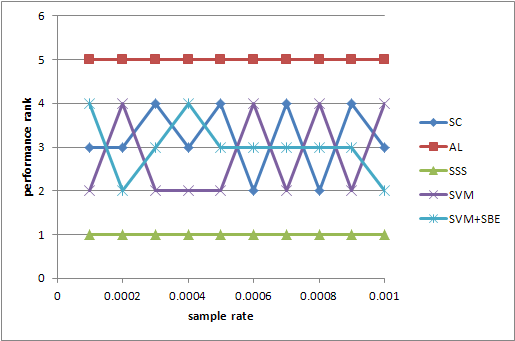 6
5
4
3
2
1
0
performance rank
0 0.0002 0.0004 0.0006 0.0008 0.001
sample rate
SC
AL
SSS
SVM
SVM+SBE